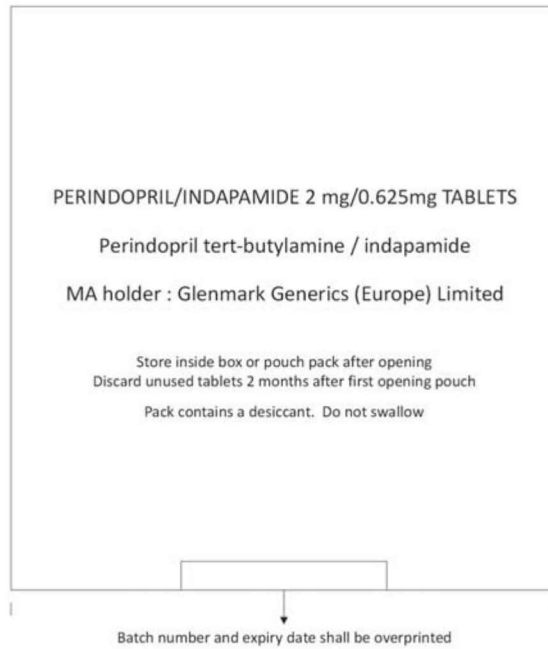 PERINDOPRIL/INDAPAMIDE 2 mg/0.625mg TABLETS
Perindopril tert-butylamine / indapamide
MA holder : Glenmark Generics (Europe) Limited
Store inside box or pouch pack after opening
Discard unused tablets 2 months after first opening pouch
Pack contains a desiccant. Do not swallow
Batch number and expiry date shall be overprinted